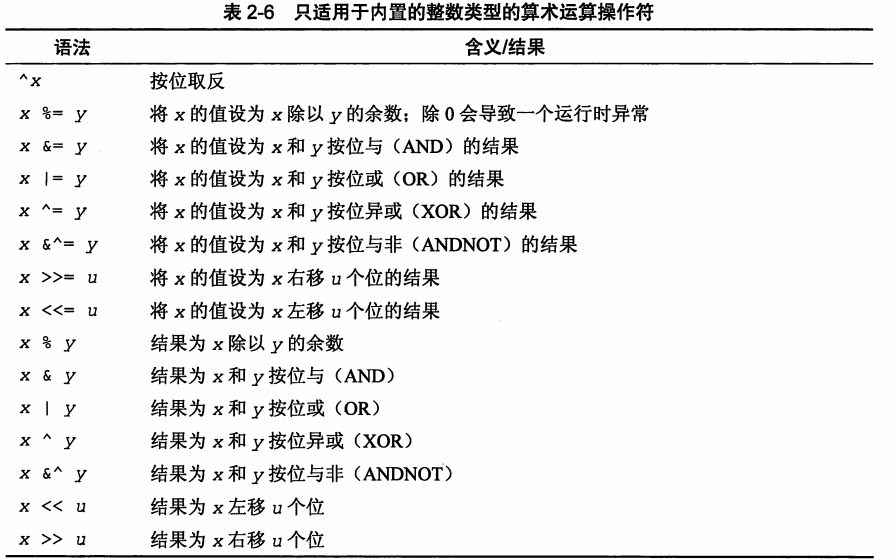 表 2-6 只适用于内置的整数类型的算术运算操作符
语法 含义/结果
^x 按位取反
x %= y 将 x 的值设为 x 除以 y 的余数；除 0 会导致一个运行时异常
x &= y 将 x 的值设为 x 和 y 按位与（AND）的结果
x |= y 将 x 的值设为 x 和 y 按位或（OR）的结果
x ^= y 将 x 的值设为 x 和 y 按位异或（XOR）的结果
x &^= y 将 x 的值设为 x 和 y 按位与非（ANDNOT）的结果
x >>= u 将 x 的值设为 x 右移 u 个位的结果
x <<= u 将 x 的值设为 x 左移 u 个位的结果
x % y 结果为 x 除以 y 的余数
x & y 结果为 x 和 y 按位与（AND）
x | y 结果为 x 和 y 按位或（OR）
x ^ y 结果为 x 和 y 按位异或（XOR）
x &^ y 结果为 x 和 y 按位与非（ANDNOT）
x << u 结果为 x 左移 u 个位
x >> u 结果为 x 右移 u 个位